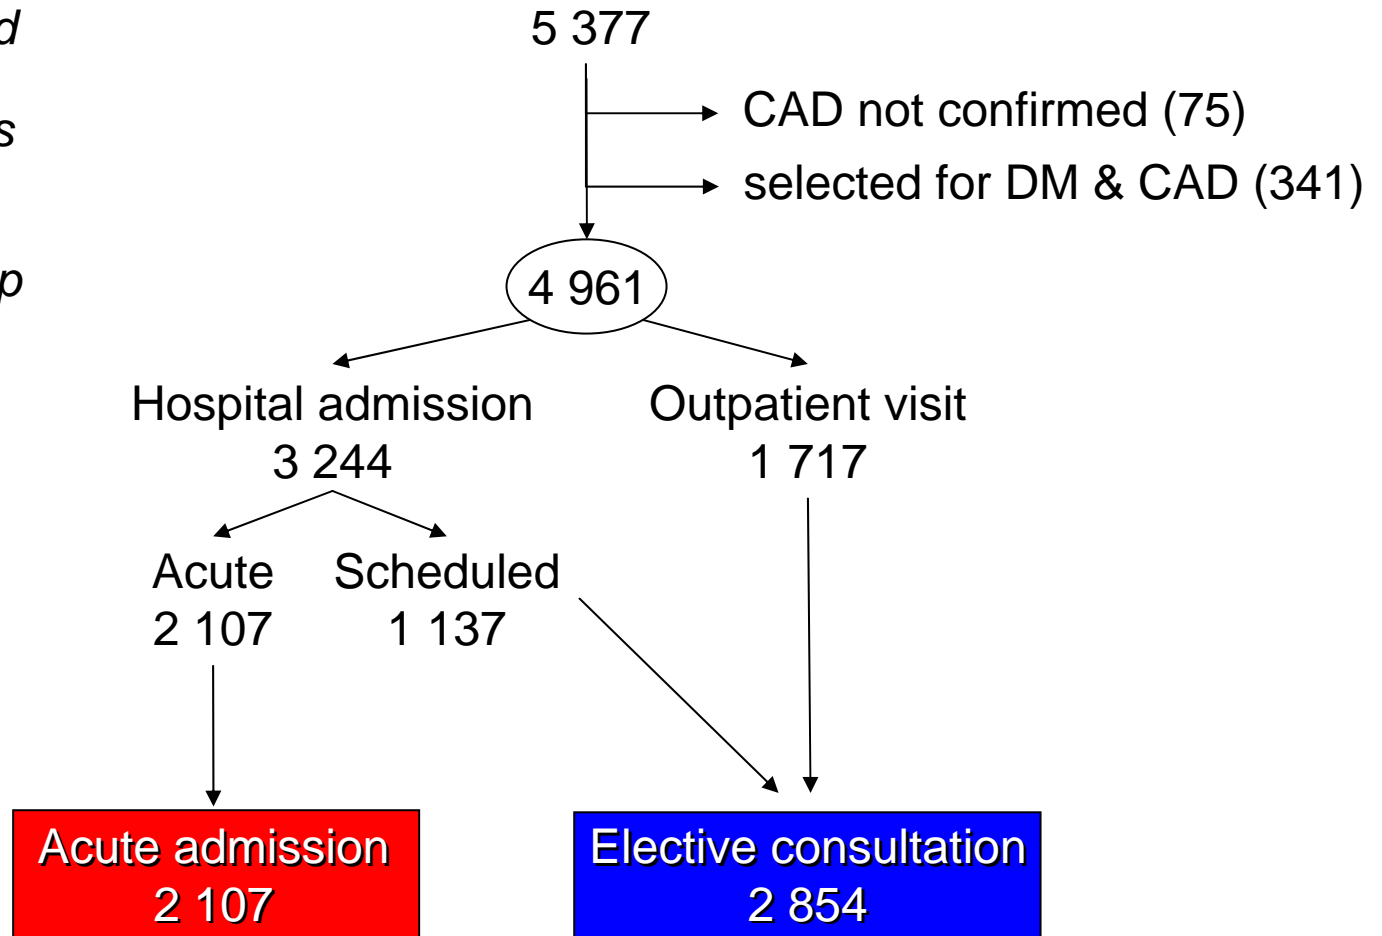 5 377
CAD not confirmed (75)
selected for DM & CAD (341)
4 961
Hospital admission
3 244
Outpatient visit
1 717
Acute
2 107
Scheduled
1 137
Acute admission
2 107
Elective consultation
2 854